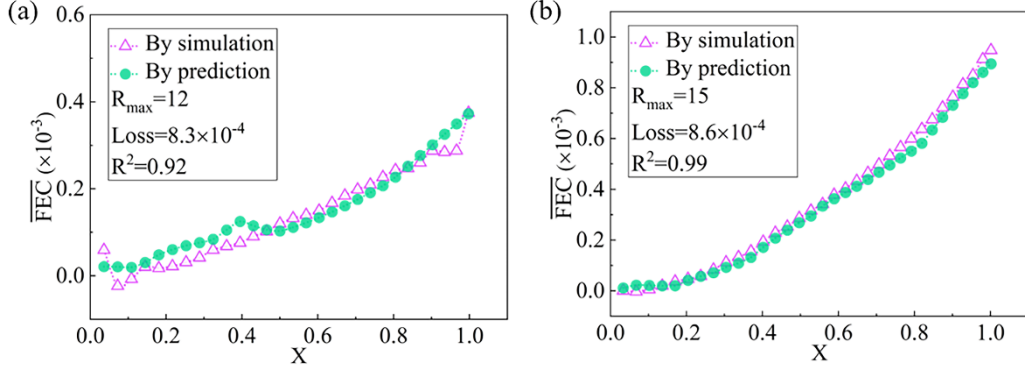 (a)
By simulation
By prediction
R_max=12
Loss=8.3×10⁻⁴
R²=0.92
0.6
0.4
0.2
0.0
FEC (×10⁻³)
0.0 0.2 0.4 0.6 0.8 1.0
X
(b)
By simulation
By prediction
R_max=15
Loss=8.6×10⁻⁴
R²=0.99
1.0
0.8
0.6
0.4
0.2
0.0
FEC (×10⁻³)
0.0 0.2 0.4 0.6 0.8 1.0
X